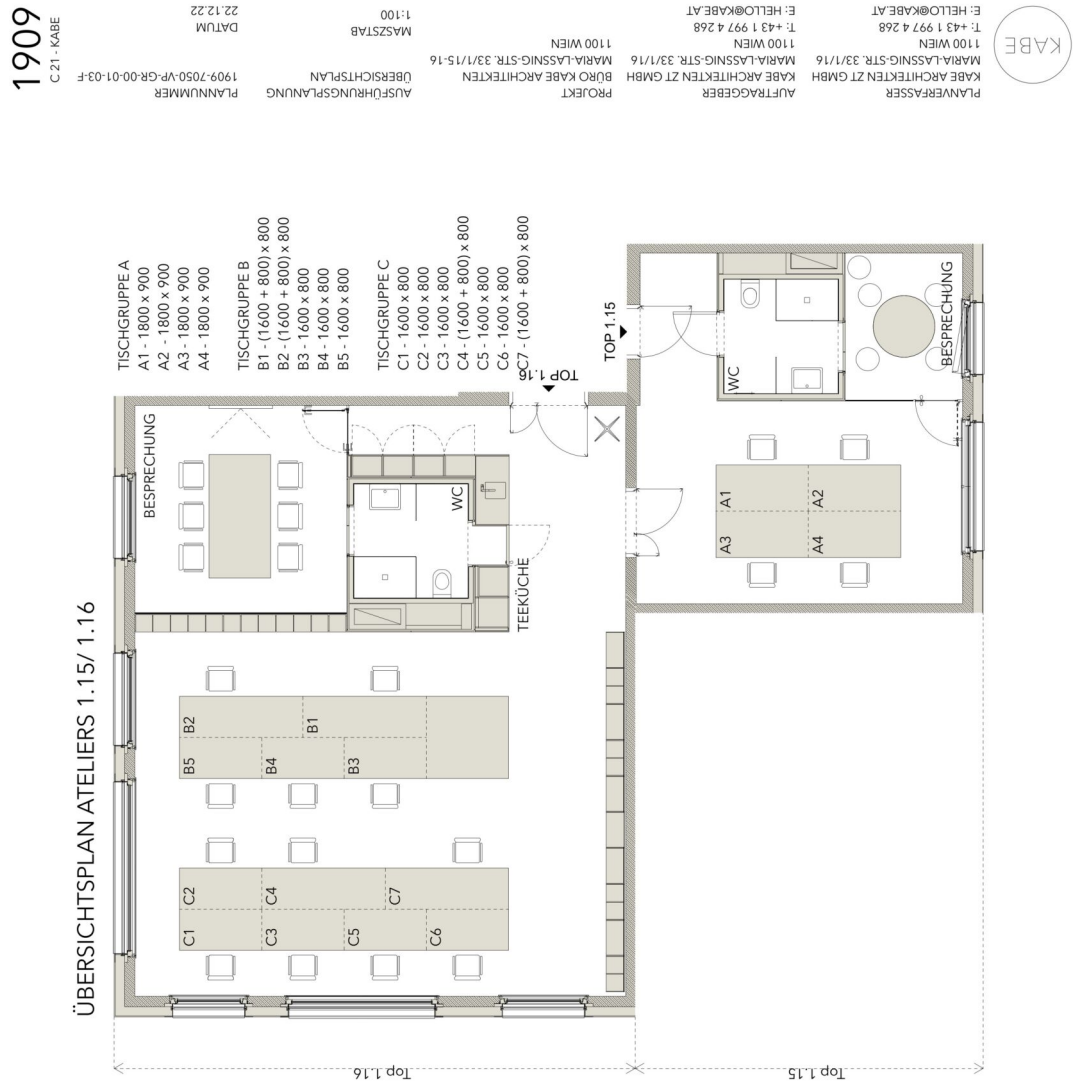 1909
C 21 - KABE
PLANNUMMER
1909-7050-VP-GR-00-01-03-F
DATUM
22.12.22
AUSFÜHRUNGSPLANUNG
ÜBERSICHTSPLAN
MASZSTAB
1:100
PROJEKT
BÜRO KABE ARCHITEKTEN
MARIA-LASSNIG-STR. 33/1/15-16
1100 WIEN
AUFTRAGGEBER
KABE ARCHITEKTEN ZT GMBH
MARIA-LASSNIG-STR. 33/1/16
1100 WIEN
T: +43 1 997 4 268
E: HELLO@KABE.AT
PLANVERFASSER
KABE ARCHITEKTEN ZT GMBH
MARIA-LASSNIG-STR. 33/1/16
1100 WIEN
T: +43 1 997 4 268
E: HELLO@KABE.AT
KABE
ÜBERSICHTSPLAN ATELIERS 1.15/ 1.16
TISCHGRUPPE A
A1 - 1800 x 900
A2 - 1800 x 900
A3 - 1800 x 900
A4 - 1800 x 900
TISCHGRUPPE B
B1 - (1600 + 800) x 800
B2 - (1600 + 800) x 800
B3 - 1600 x 800
B4 - 1600 x 800
B5 - 1600 x 800
TISCHGRUPPE C
C1 - 1600 x 800
C2 - 1600 x 800
C3 - 1600 x 800
C4 - (1600 + 800) x 800
C5 - 1600 x 800
C6 - 1600 x 800
C7 - (1600 + 800) x 800
TOP 1.16
TOP 1.15
BESPRECHUNG
WC
TEEKÜCHE
WC
BESPRECHUNG
A1
A2
A3
A4
B2
B1
B5
B4
B3
C2
C4
C7
C1
C3
C5
C6
Top 1.16
Top 1.15